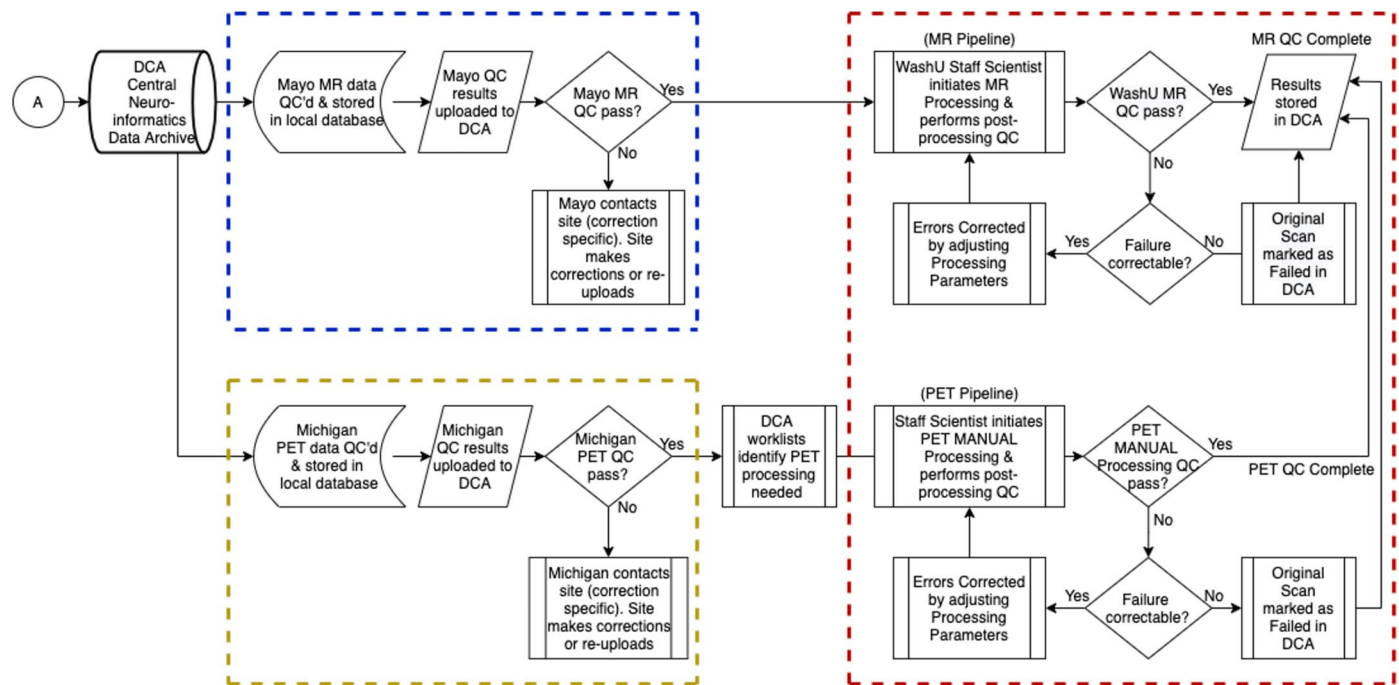 A
DCA
Central
Neuro-
informatics
Data Archive
Mayo MR data
QC'd & stored
in local database
Mayo QC
results
uploaded to
DCA
Mayo MR
QC pass?
Yes
No
Mayo contacts
site (correction
specific). Site
makes
corrections or re-
uploads
(MR Pipeline)
WashU Staff Scientist
initiates MR
Processing &
performs post-
processing QC
WashU MR
QC pass?
Yes
No
MR QC Complete
Results
stored
in DCA
Errors Corrected
by adjusting
Processing
Parameters
Yes
Failure
correctable?
No
Original
Scan
marked as
Failed in
DCA
Michigan
PET data QC'd
& stored in
local database
Michigan
QC results
uploaded to
DCA
Michigan
PET QC
pass?
Yes
No
Michigan contacts
site (correction
specific). Site
makes corrections
or re-uploads
DCA
worklists
identify PET
processing
needed
(PET Pipeline)
Staff Scientist initiates
PET MANUAL
Processing &
performs post-
processing QC
PET
MANUAL
Processing QC
pass?
Yes
PET QC Complete
No
Errors Corrected
by adjusting
Processing
Parameters
Yes
Failure
correctable?
No
Original
Scan
marked as
Failed in
DCA